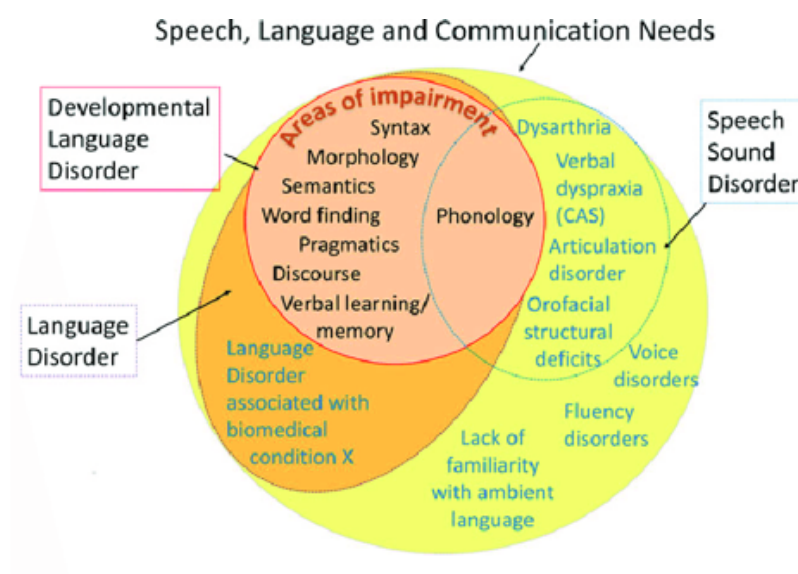 Speech, Language and Communication Needs
Developmental
Language
Disorder
Areas of impairment
Syntax
Morphology
Semantics
Word finding
Pragmatics
Discourse
Verbal learning/
memory
Phonology
Dysarthria
Verbal
dyspraxia
(CAS)
Articulation
disorder
Orofacial
structural
deficits
Speech
Sound
Disorder
Language
Disorder
Language
Disorder
associated with
biomedical
condition X
Voice
disorders
Fluency
disorders
Lack of
familiarity
with ambient
language